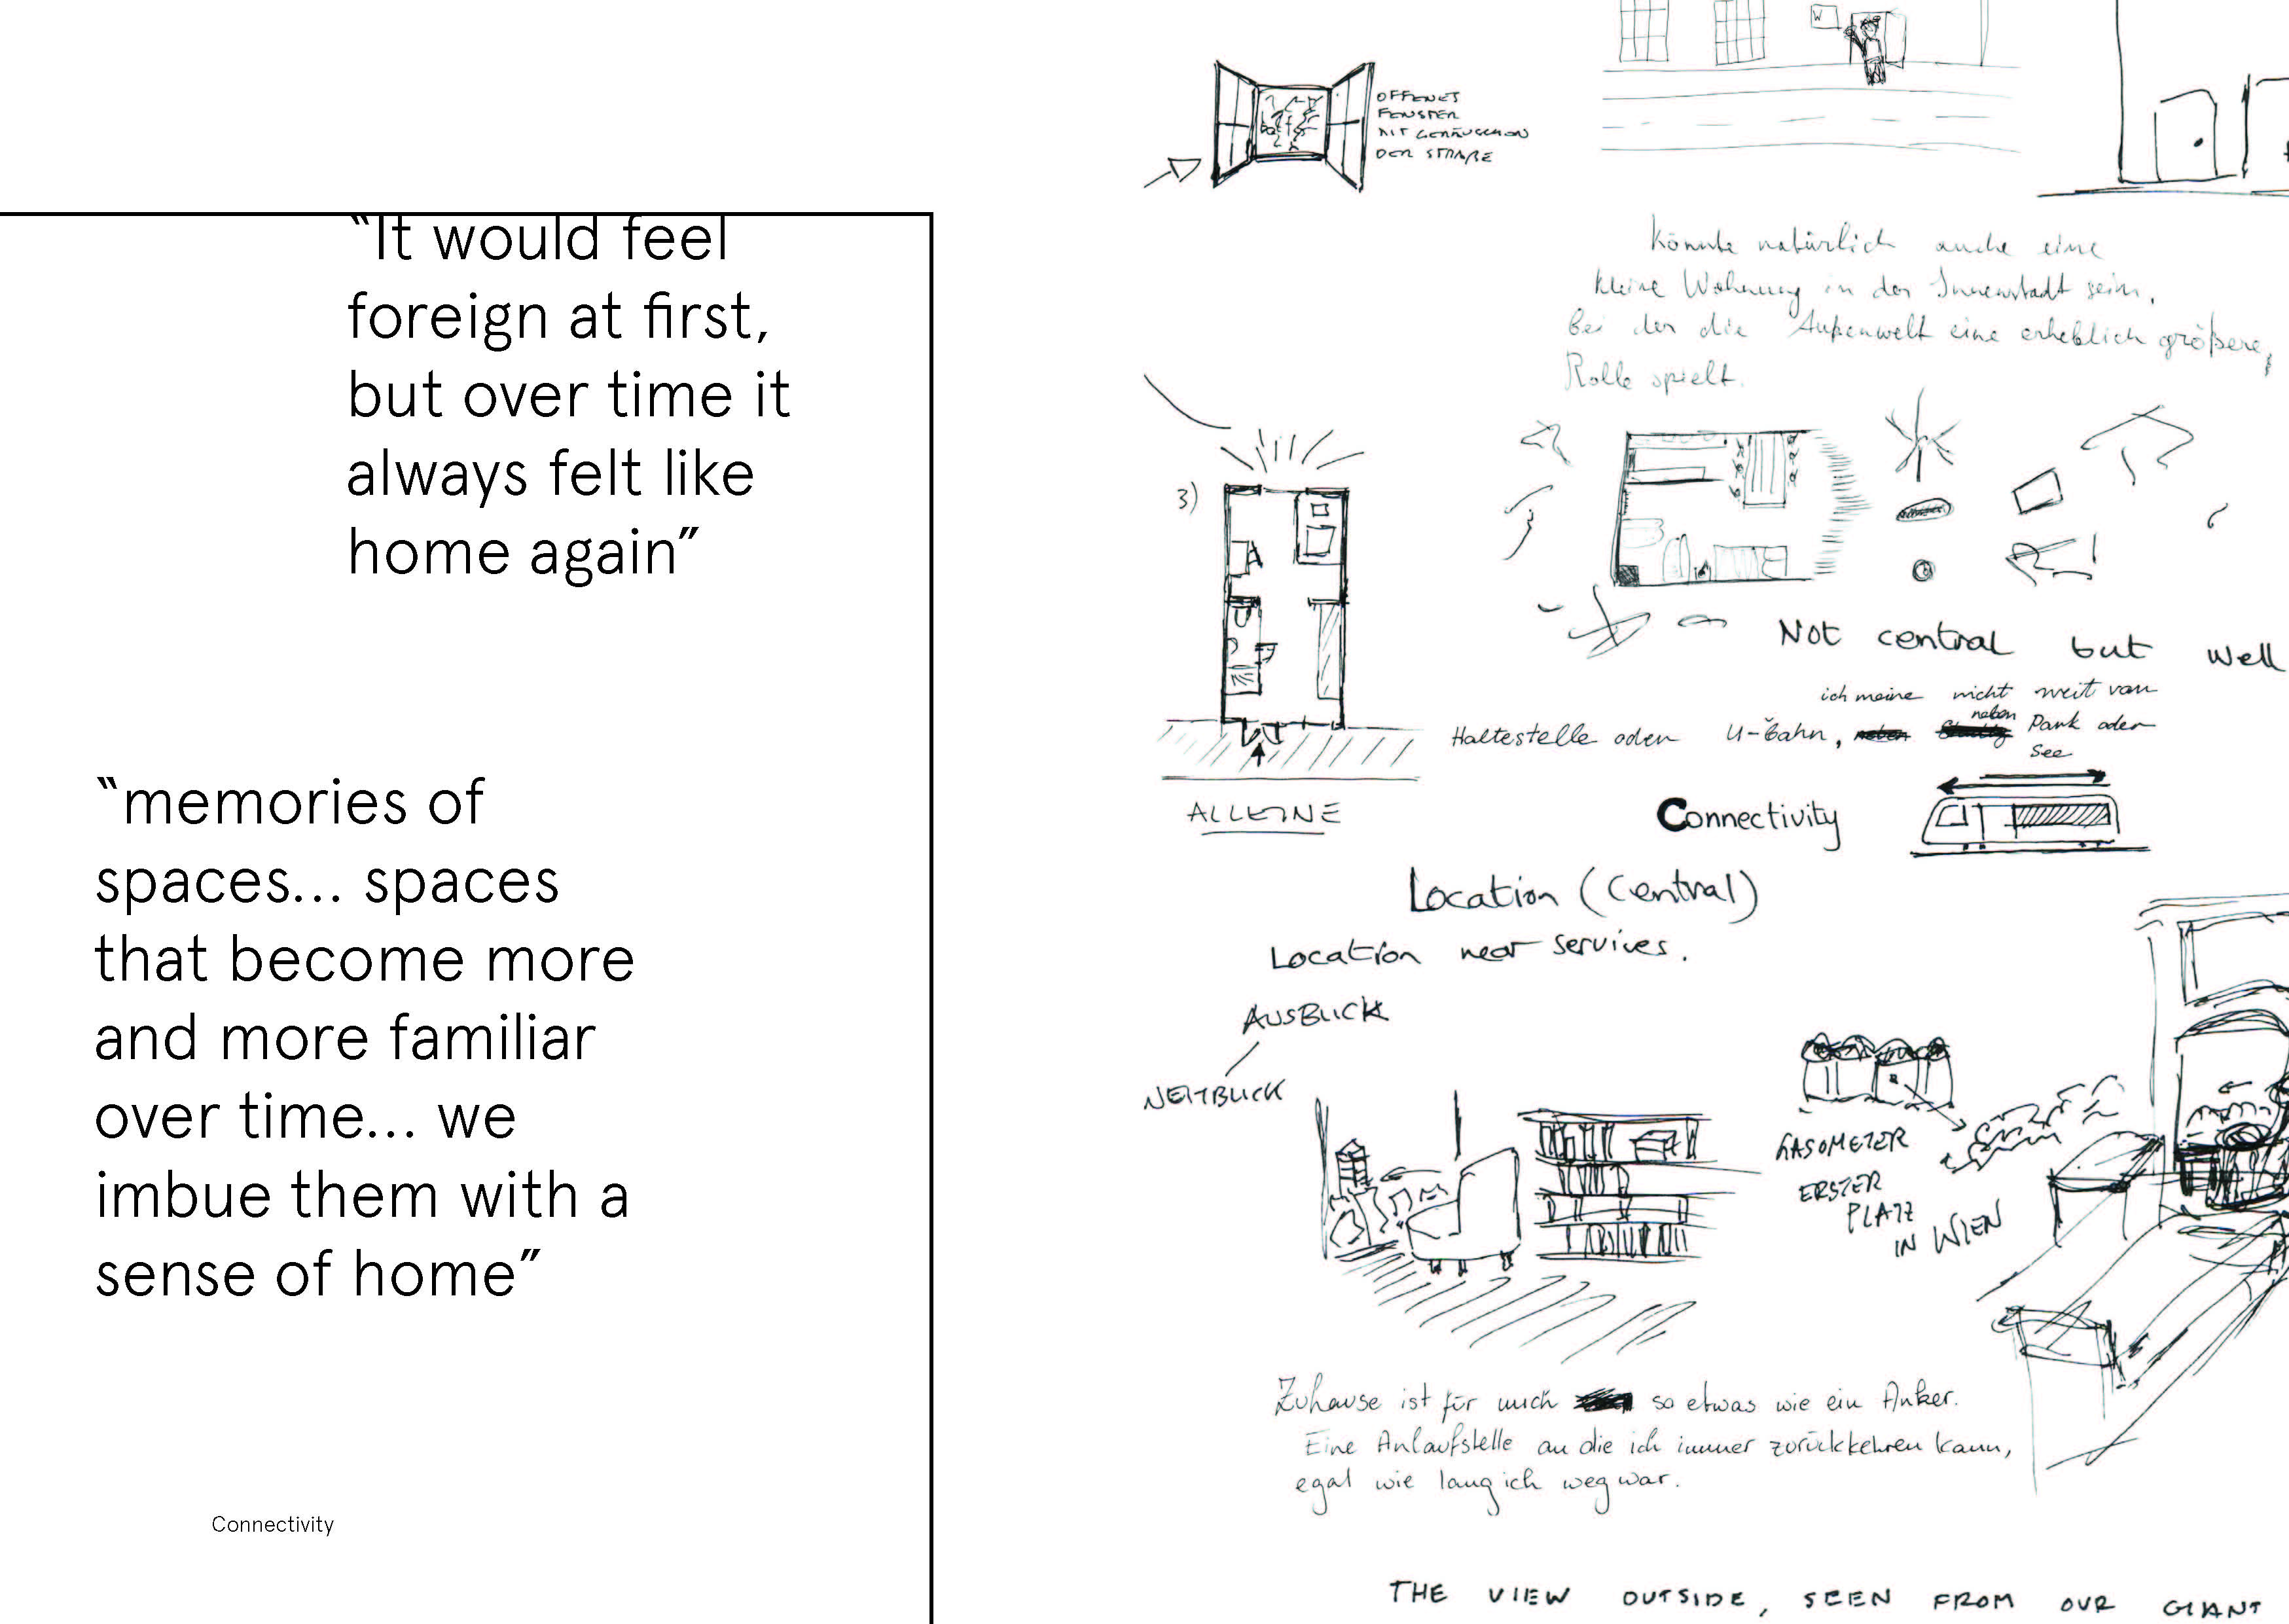 “It would feel
foreign at first,
but over time it
always felt like
home again”
“memories of
spaces... spaces
that become more
and more familiar
over time... we
imbue them with a
sense of home”
Connectivity
OFFENES
FENSTER
MIT GERÄUSCHEN
DER STRAßE
W
könnte natürlich auch eine
kleine Wohnung in der Innenstadt sein,
bei der die Außenwelt eine erheblich größere
Rolle spielt.
3)
ALLEINE
Not central but well
ich meine nicht weit von
Haltestelle oder U-Bahn, neben Park oder
See
Connectivity
Location (Central)
Location near services.
AUSBLICK
WEITBLICK
GASOMETER
ERSTER
PLATZ
IN WIEN
Zuhause ist für mich so etwas wie ein Anker.
Eine Anlaufstelle an die ich immer zurückkehren kann,
egal wie lang ich weg war.
THE VIEW OUTSIDE, SEEN FROM OUR GIANT